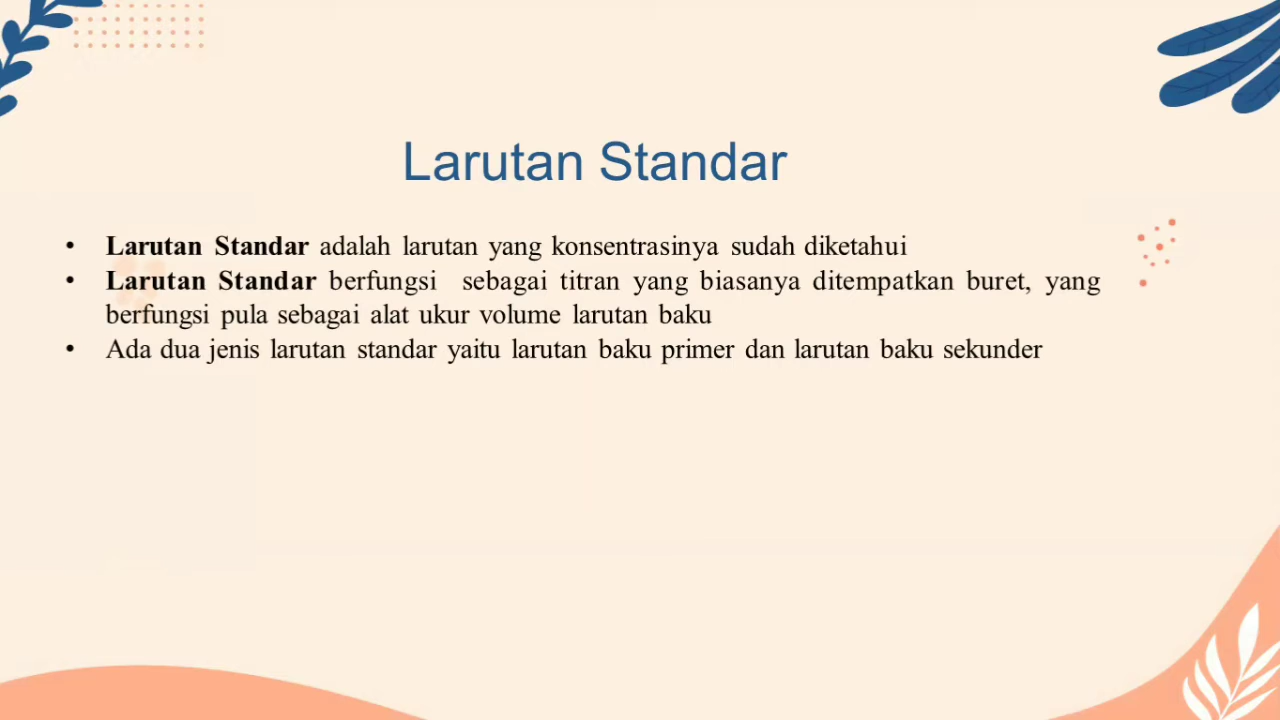 Larutan Standar
• Larutan Standar adalah larutan yang konsentrasinya sudah diketahui
• Larutan Standar berfungsi sebagai titran yang biasanya ditempatkan buret, yang
berfungsi pula sebagai alat ukur volume larutan baku
• Ada dua jenis larutan standar yaitu larutan baku primer dan larutan baku sekunder